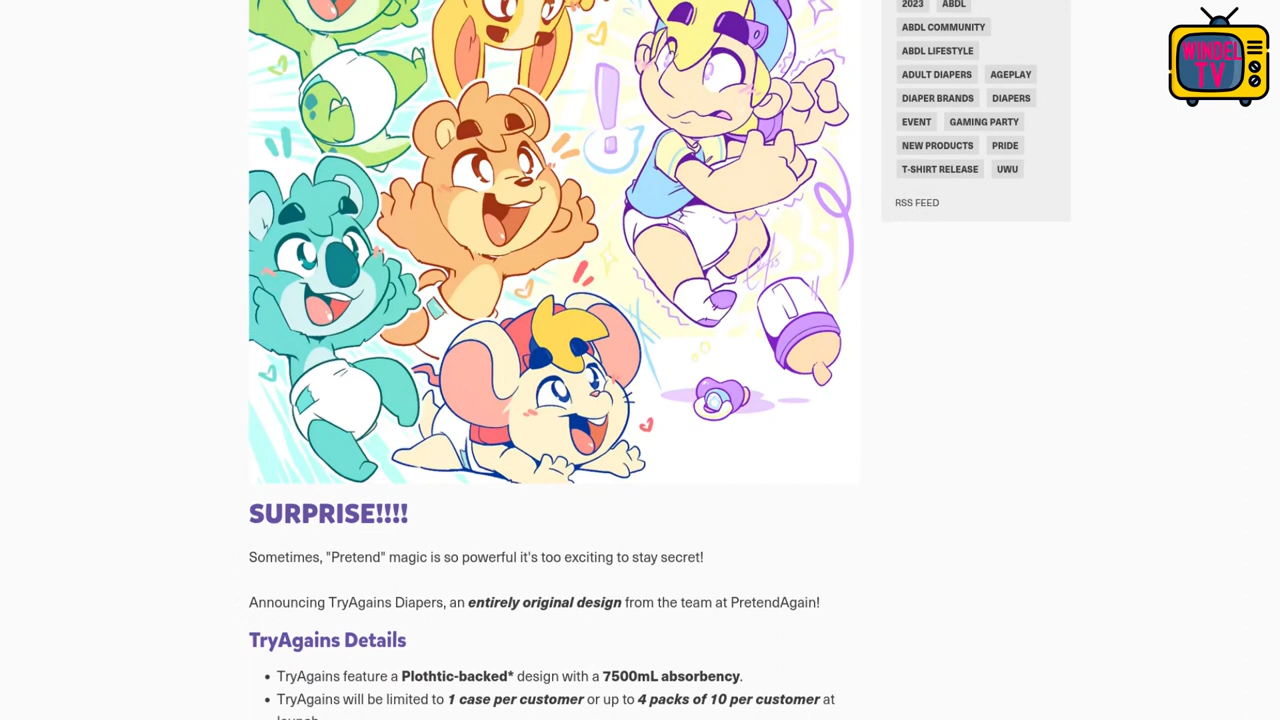 2023 ABDL
ABDL COMMUNITY
ABDL LIFESTYLE
ADULT DIAPERS AGEPLAY
DIAPER BRANDS DIAPERS
EVENT GAMING PARTY
NEW PRODUCTS PRIDE
T-SHIRT RELEASE UWU
RSS FEED
WINDEL
TV
SURPRISE!!!!
Sometimes, "Pretend" magic is so powerful it's too exciting to stay secret!
Announcing TryAgains Diapers, an entirely original design from the team at PretendAgain!
TryAgains Details
• TryAgains feature a Plothtic-backed* design with a 7500mL absorbency.
• TryAgains will be limited to 1 case per customer or up to 4 packs of 10 per customer at